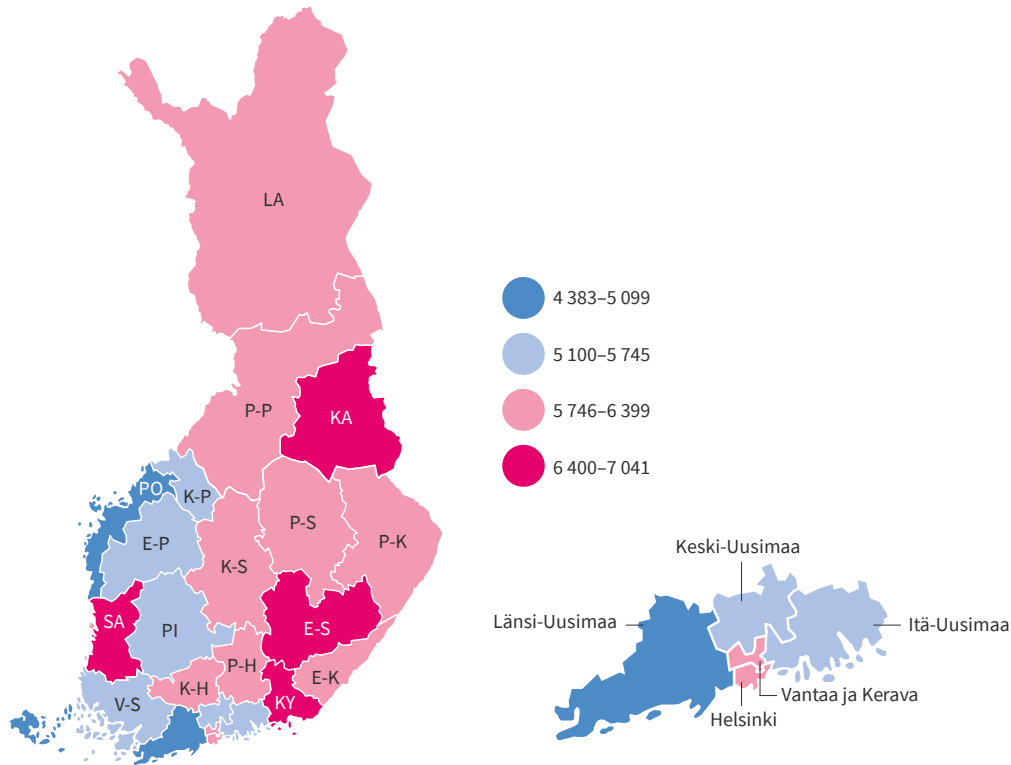 LA
P-P
KA
PO
K-P
E-P
K-S
P-S
P-K
SA
PI
E-S
P-H
E-K
K-H
V-S
KY
4 383–5 099
5 100–5 745
5 746–6 399
6 400–7 041
Keski-Uusimaa
Länsi-Uusimaa
Itä-Uusimaa
Vantaa ja Kerava
Helsinki